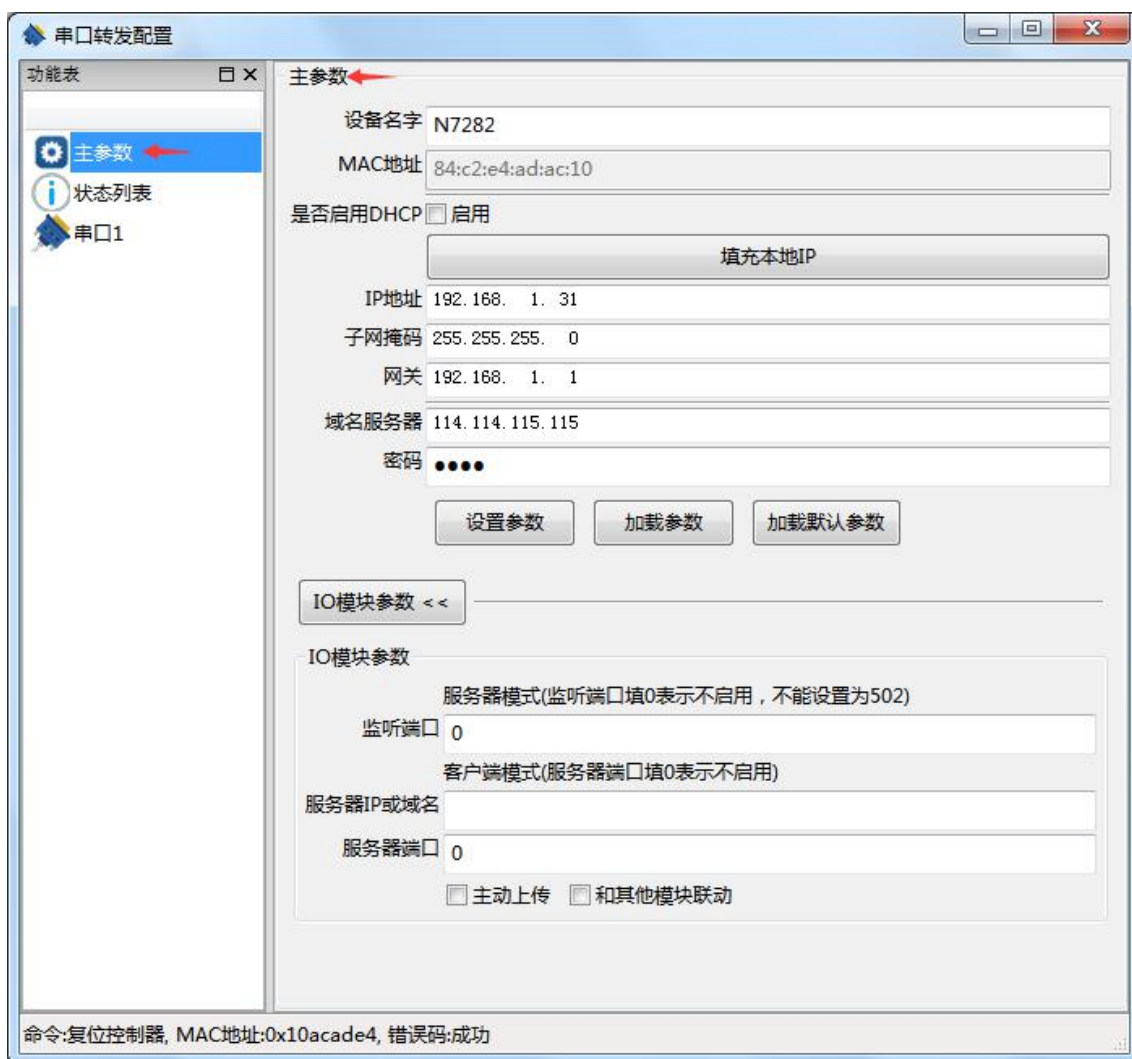 串口转发配置
功能表
主参数
状态列表
串口1
主参数
设备名字 N7282
MAC地址 84:c2:e4:ad:ac:10
是否启用DHCP 启用
填充本地IP
IP地址 192.168. 1. 31
子网掩码 255.255.255. 0
网关 192.168. 1. 1
域名服务器 114.114.115.115
密码 ●●●●
设置参数 加载参数 加载默认参数
IO模块参数 <<
IO模块参数
服务器模式(监听端口填0表示不启用，不能设置为502)
监听端口 0
客户端模式(服务器端口填0表示不启用)
服务器IP或域名
服务器端口 0
主动上传 和其他模块联动
命令:复位控制器, MAC地址:0x10acade4, 错误码:成功